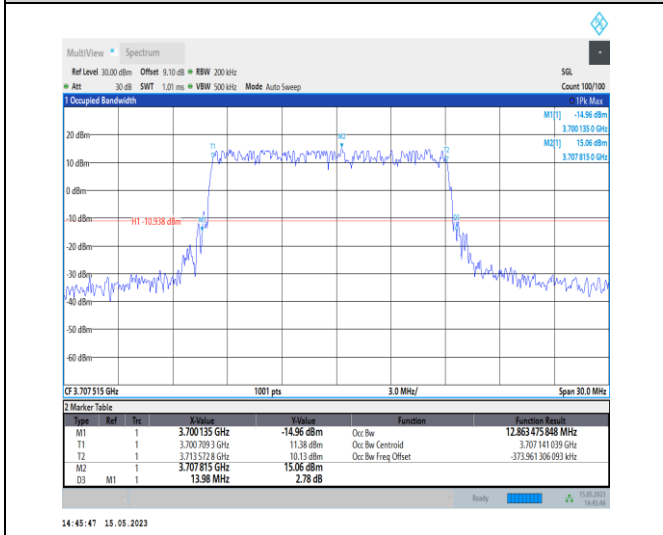 MultiView Spectrum
Ref Level 30.00 dBm Offset 9.10 dB RBW 200 kHz SGL
Att 30 dB SWT 1.01 ms VBW 500 kHz Mode Auto Sweep Count 100/100
1 Occupied Bandwidth 1Pk Max
M1[1] -14.96 dBm
3.700 135 0 GHz
M2[1] 15.06 dBm
3.707 815 0 GHz
20 dBm
T1 M2 T2
10 dBm
0 dBm
-10 dBm
H1 -10.938 dBm M1 D3
-20 dBm
-30 dBm
-40 dBm
-50 dBm
-60 dBm
CF 3.707 515 GHz 1001 pts 3.0 MHz/ Span 30.0 MHz
2 Marker Table
Type Ref Trc X-Value Y-Value Function Function Result
M1 1 3.700 135 GHz -14.96 dBm Occ Bw 12.863 475 848 MHz
T1 1 3.700 709 3 GHz 11.38 dBm Occ Bw Centroid 3.707 141 039 GHz
T2 1 3.713 572 8 GHz 10.13 dBm Occ Bw Freq Offset -373.961 306 093 kHz
M2 1 3.707 815 GHz 15.06 dBm
D3 M1 1 13.98 MHz 2.78 dB
Ready 15.05.2023
14:45:46
14:45:47 15.05.2023